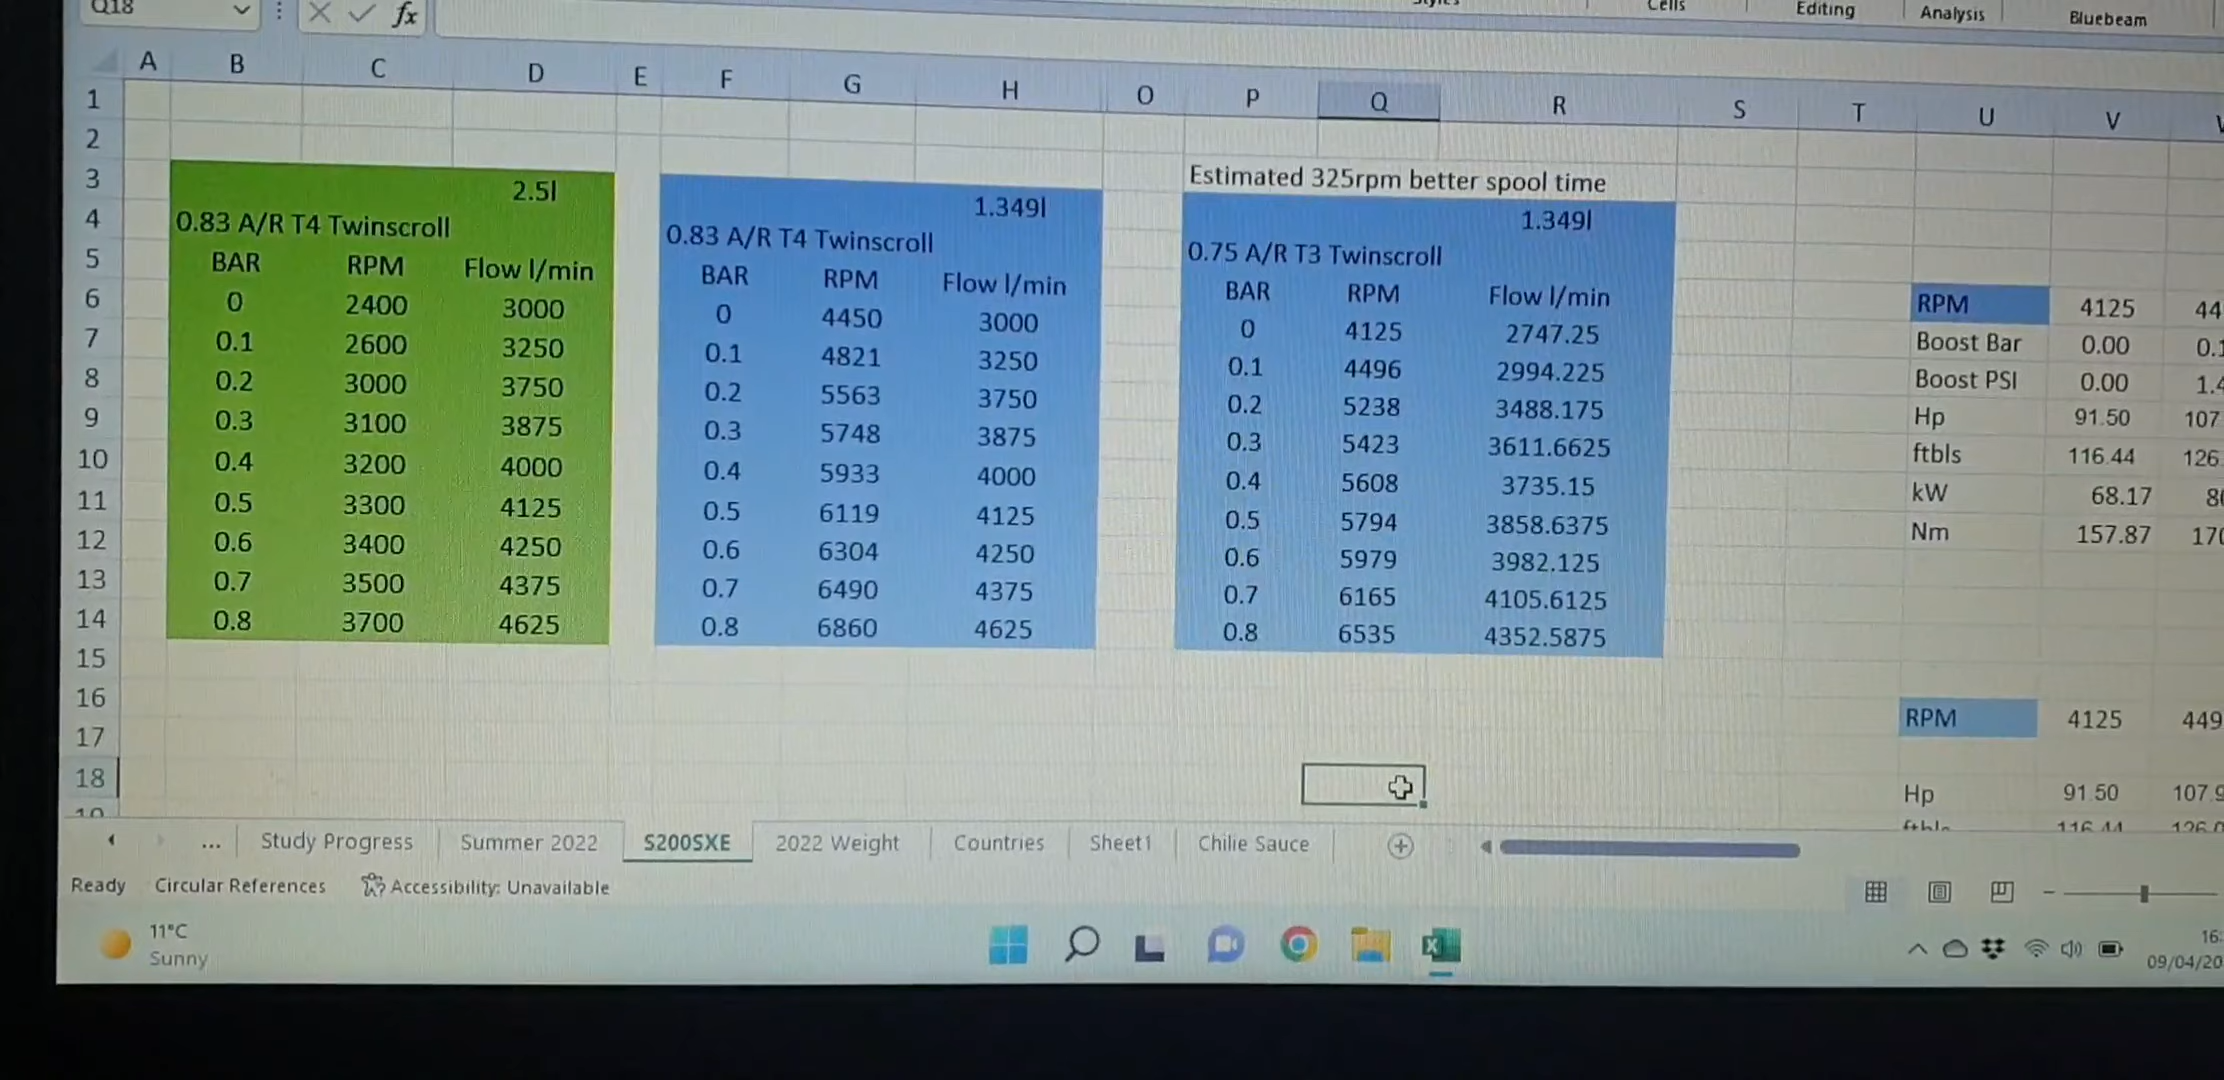 Q18 fx
Cells Editing Analysis Bluebeam
A B C D E F G H O P Q R S T U V
1
2
3 2.5l Estimated 325rpm better spool time
4 0.83 A/R T4 Twinscroll 1.349l 1.349l
5 BAR RPM Flow l/min 0.83 A/R T4 Twinscroll 0.75 A/R T3 Twinscroll
BAR RPM Flow l/min BAR RPM Flow l/min
6 0 2400 3000 0 4450 3000 0 4125 2747.25 RPM 4125 44
7 0.1 2600 3250 0.1 4821 3250 0.1 4496 2994.225 Boost Bar 0.00 0.1
8 0.2 3000 3750 0.2 5563 3750 0.2 5238 3488.175 Boost PSI 0.00 1.4
9 0.3 3100 3875 0.3 5748 3875 0.3 5423 3611.6625 Hp 91.50 107
10 0.4 3200 4000 0.4 5933 4000 0.4 5608 3735.15 ftbls 116.44 126
11 0.5 3300 4125 0.5 6119 4125 0.5 5794 3858.6375 kW 68.17 8
12 0.6 3400 4250 0.6 6304 4250 0.6 5979 3982.125 Nm 157.87 170
13 0.7 3500 4375 0.7 6490 4375 0.7 6165 4105.6125
14 0.8 3700 4625 0.8 6860 4625 0.8 6535 4352.5875
15
16 RPM 4125 449
17
18 Hp 91.50 107.9
... Study Progress Summer 2022 S200SXE 2022 Weight Countries Sheet1 Chilie Sauce
Ready Circular References Accessibility: Unavailable
11°C
Sunny
16:
09/04/20